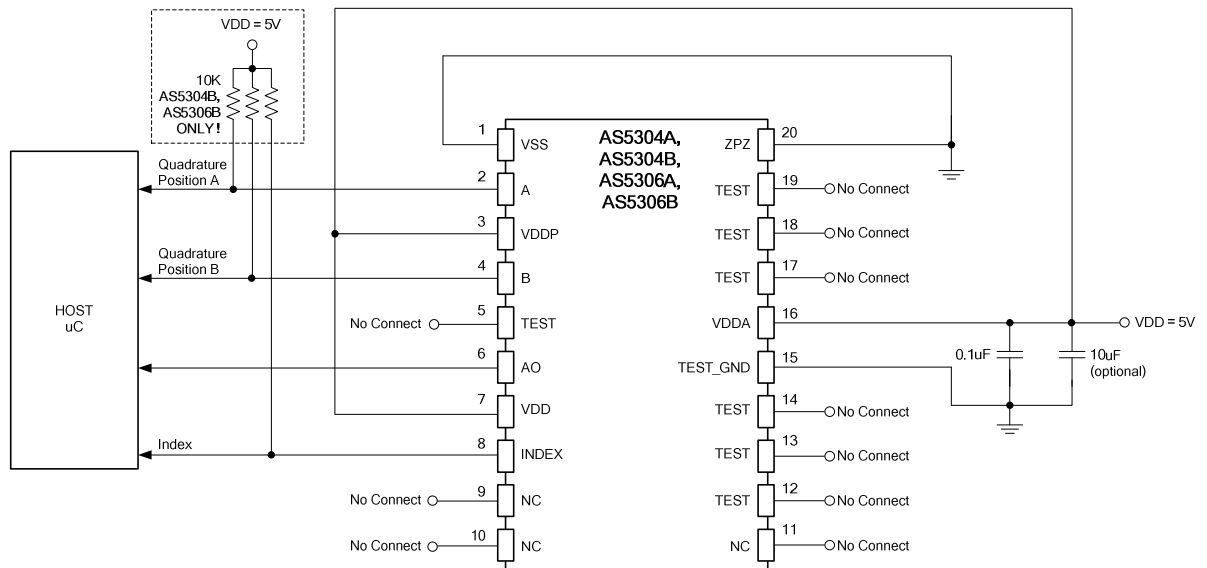 VDD = 5V
10K
AS5304B,
AS5306B
ONLY!
HOST
uC
Quadrature
Position A
Quadrature
Position B
Index
No Connect
No Connect
No Connect
AS5304A,
AS5304B,
AS5306A,
AS5306B
1 VSS
2 A
3 VDDP
4 B
5 TEST
6 AO
7 VDD
8 INDEX
9 NC
10 NC
ZPZ 20
TEST 19 No Connect
TEST 18 No Connect
TEST 17 No Connect
VDDA 16
TEST_GND 15
TEST 14 No Connect
TEST 13 No Connect
TEST 12 No Connect
NC 11 No Connect
VDD = 5V
0.1uF
10uF
(optional)